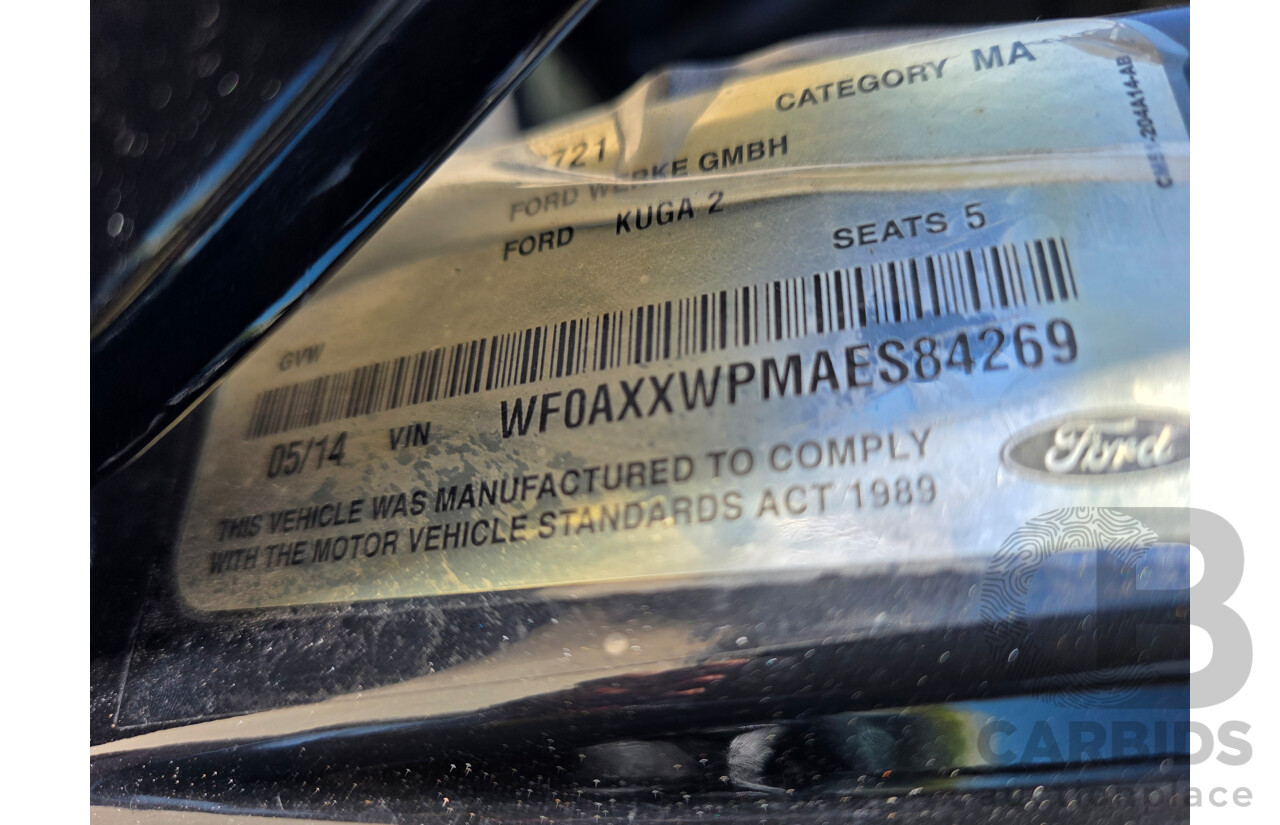 CATEGORY MA
721
FORD WERKE GMBH
FORD KUGA 2
SEATS 5
GVW
05/14 VIN WF0AXXWPMAES84269
Ford
THIS VEHICLE WAS MANUFACTURED TO COMPLY
WITH THE MOTOR VEHICLE STANDARDS ACT 1989
CB
CARBIDS